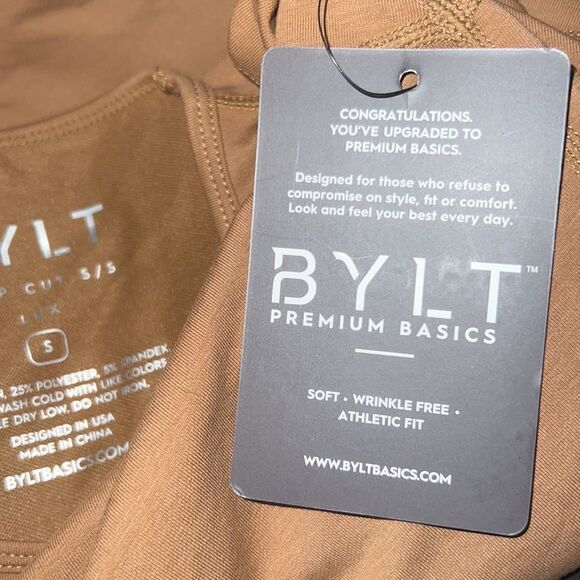 CONGRATULATIONS.
YOU'VE UPGRADED TO
PREMIUM BASICS.
Designed for those who refuse to
compromise on style, fit or comfort.
Look and feel your best every day.
BYLT™
PREMIUM BASICS
SOFT • WRINKLE FREE •
ATHLETIC FIT
WWW.BYLTBASICS.COM
YLT
CUT S/S
LUX
S
25% POLYESTER, 5% SPANDEX
WASH COLD WITH LIKE COLORS
DRY LOW. DO NOT IRON.
DESIGNED IN USA
MADE IN CHINA
BYLTBASICS.COM